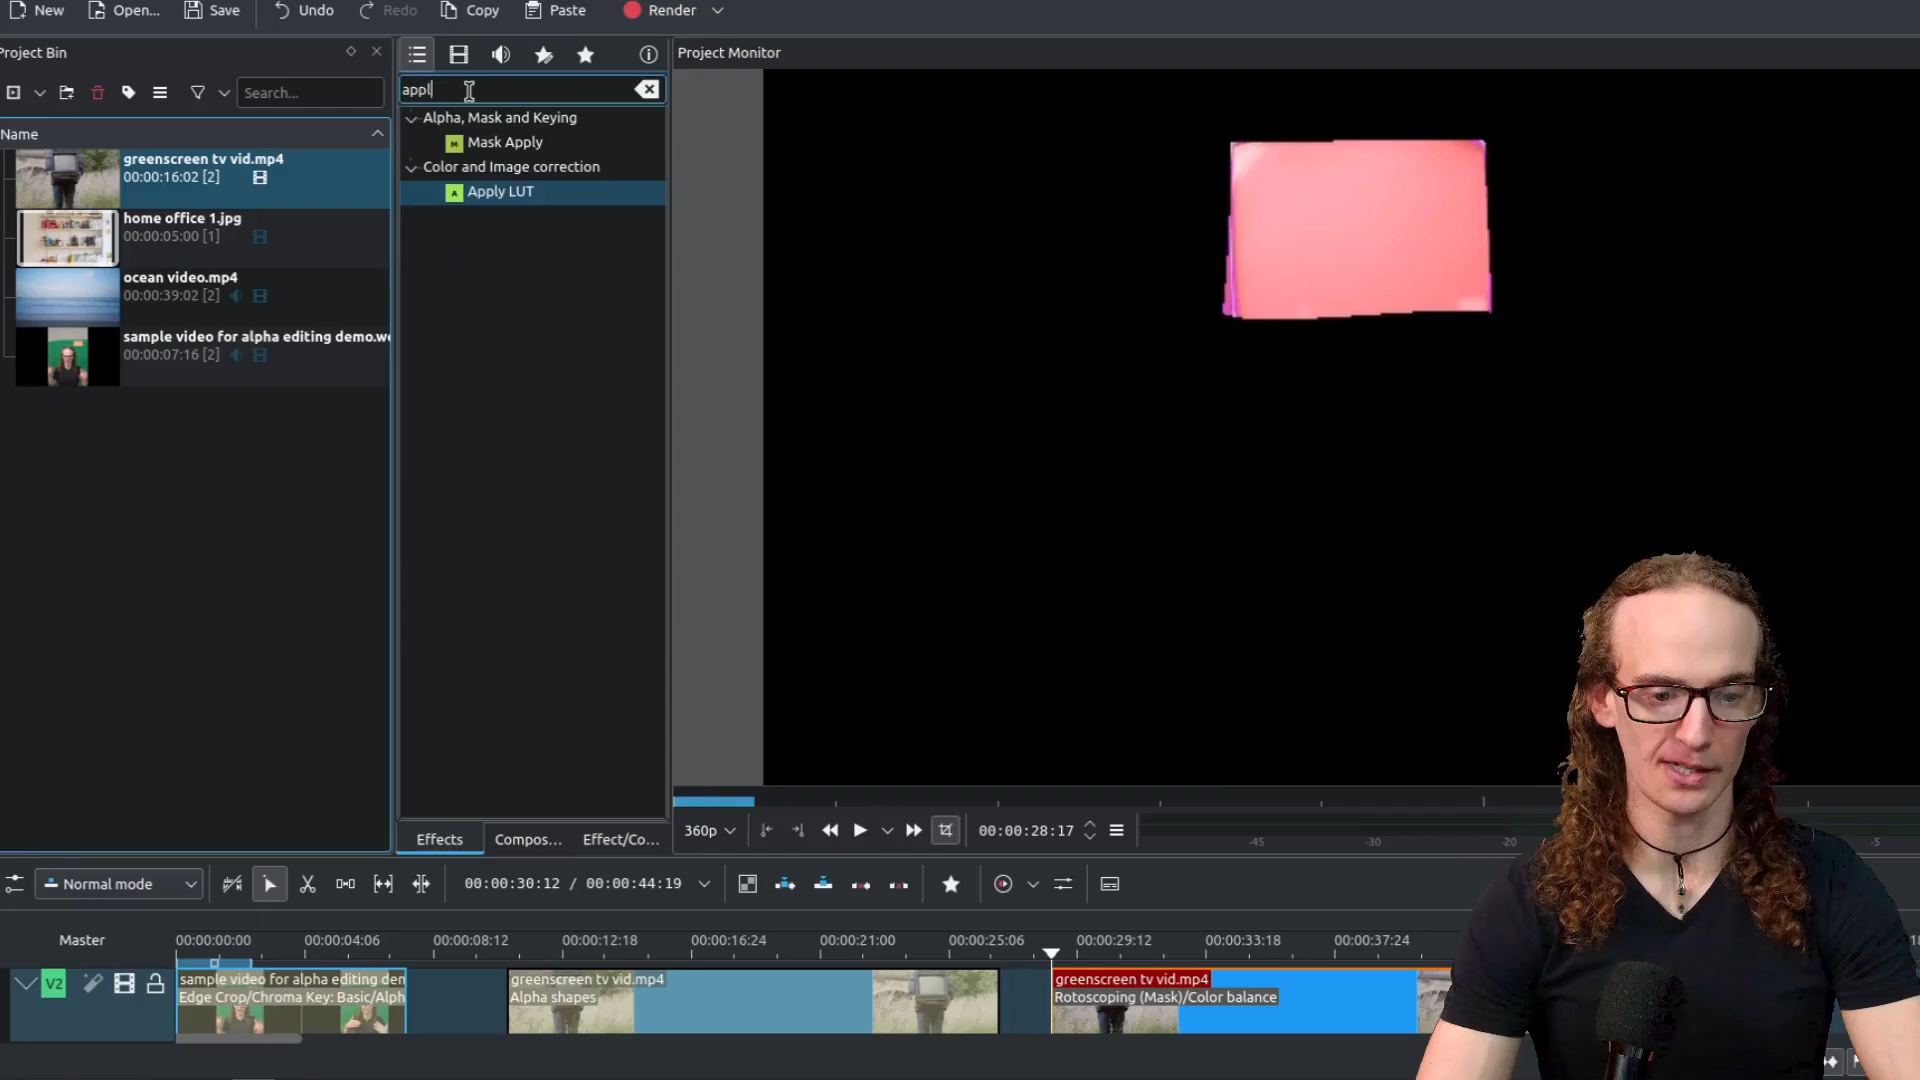 New
Open...
Save
Undo
Redo
Copy
Paste
Render
Project Bin
Search...
Name
greenscreen tv vid.mp4
00:00:16:02 [2]
home office 1.jpg
00:00:05:00 [1]
ocean video.mp4
00:00:39:02 [2]
sample video for alpha editing demo.we
00:00:07:16 [2]
appl
Alpha, Mask and Keying
M Mask Apply
Color and Image correction
A Apply LUT
Effects
Compos...
Effect/Co...
Project Monitor
360p
00:00:28:17
-45
-30
-20
-5
Normal mode
00:00:30:12 / 00:00:44:19
Master
00:00:00:00
00:00:04:06
00:00:08:12
00:00:12:18
00:00:16:24
00:00:21:00
00:00:25:06
00:00:29:12
00:00:33:18
00:00:37:24
V2
sample video for alpha editing den
Edge Crop/Chroma Key: Basic/Alph
greenscreen tv vid.mp4
Alpha shapes
greenscreen tv vid.mp4
Rotoscoping (Mask)/Color balance